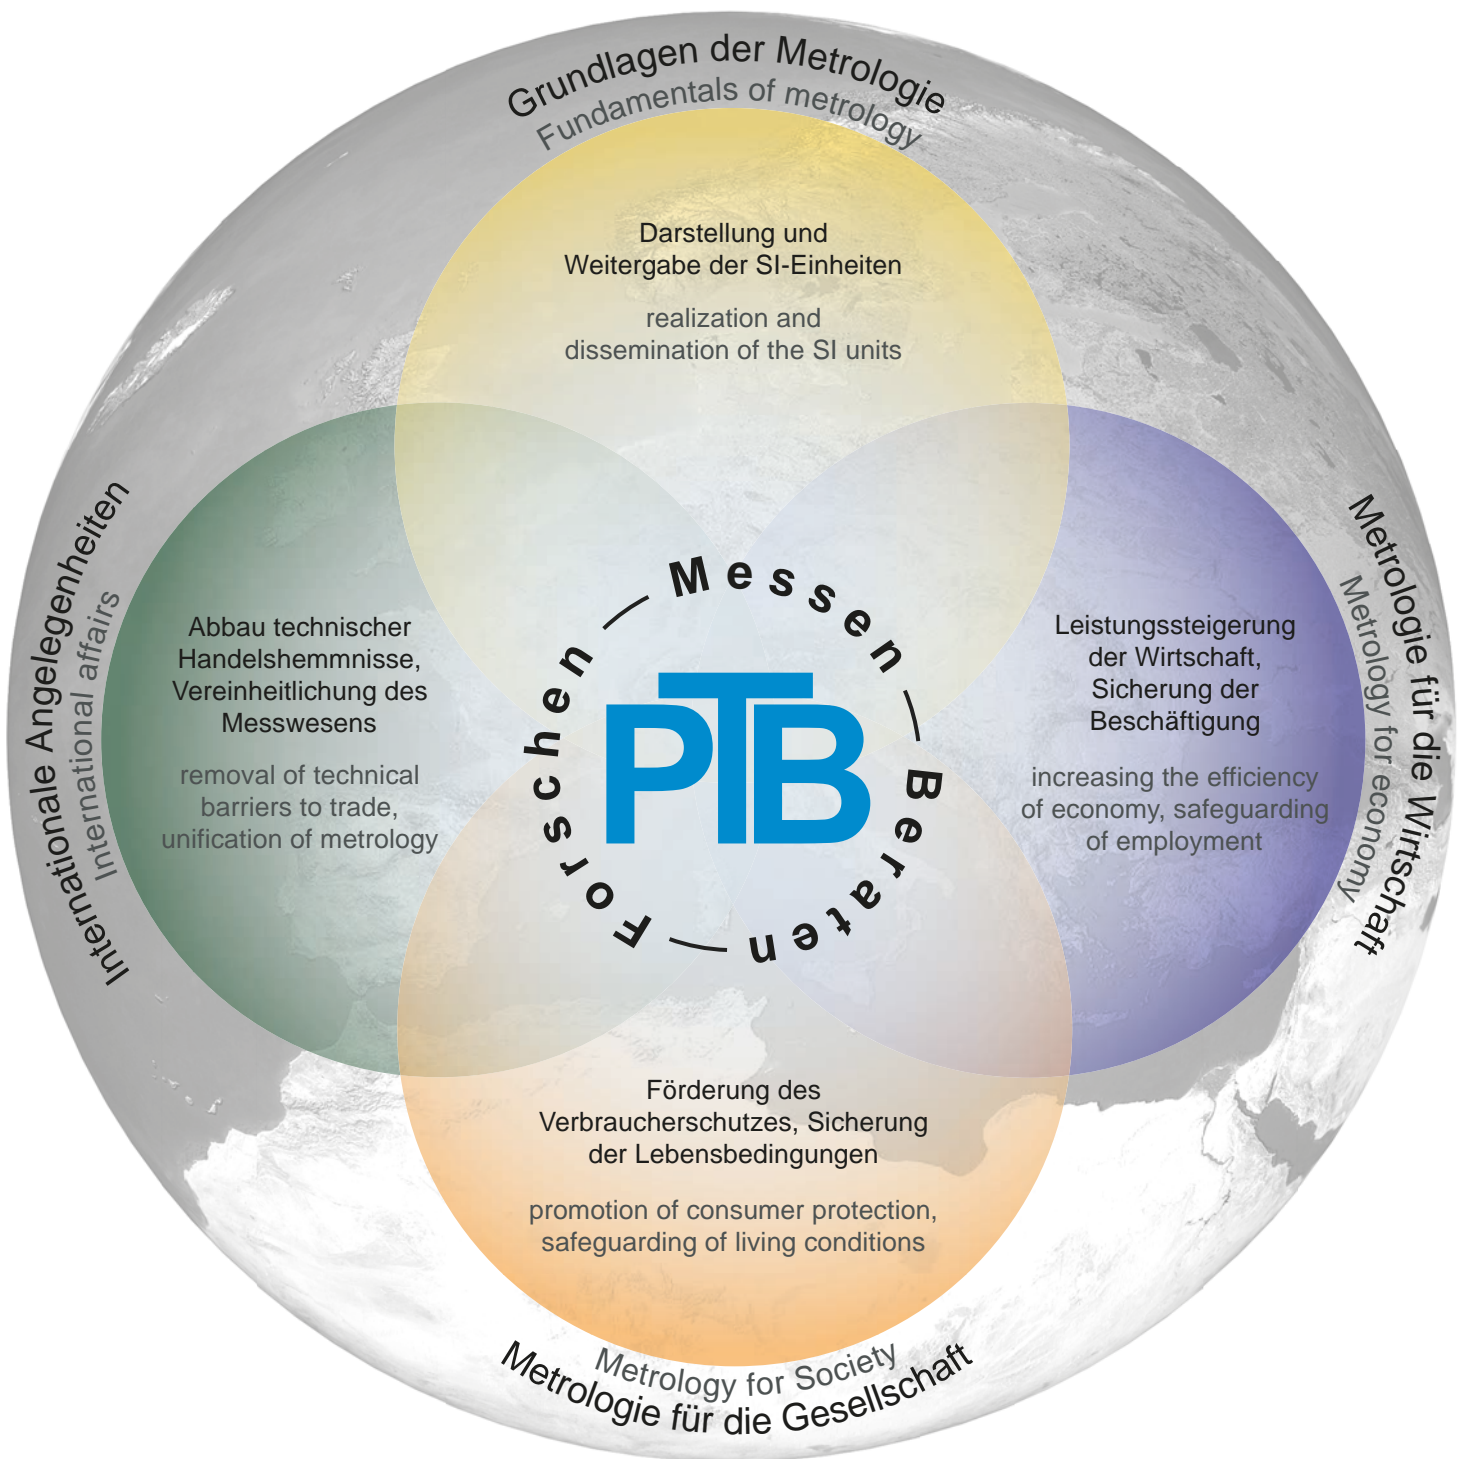 Grundlagen der Metrologie
Fundamentals of metrology
Darstellung und
Weitergabe der SI-Einheiten
realization and
dissemination of the SI units
Internationale Angelegenheiten
International affairs
Abbau technischer
Handelshemmnisse,
Vereinheitlichung des
Messwesens
removal of technical
barriers to trade,
unification of metrology
Forschen — Messen — Beraten —
PTB
Leistungssteigerung
der Wirtschaft,
Sicherung der
Beschäftigung
increasing the efficiency
of economy, safeguarding
of employment
Metrologie für die Wirtschaft
Metrology for economy
Förderung des
Verbraucherschutzes, Sicherung
der Lebensbedingungen
promotion of consumer protection,
safeguarding of living conditions
Metrology for Society
Metrologie für die Gesellschaft